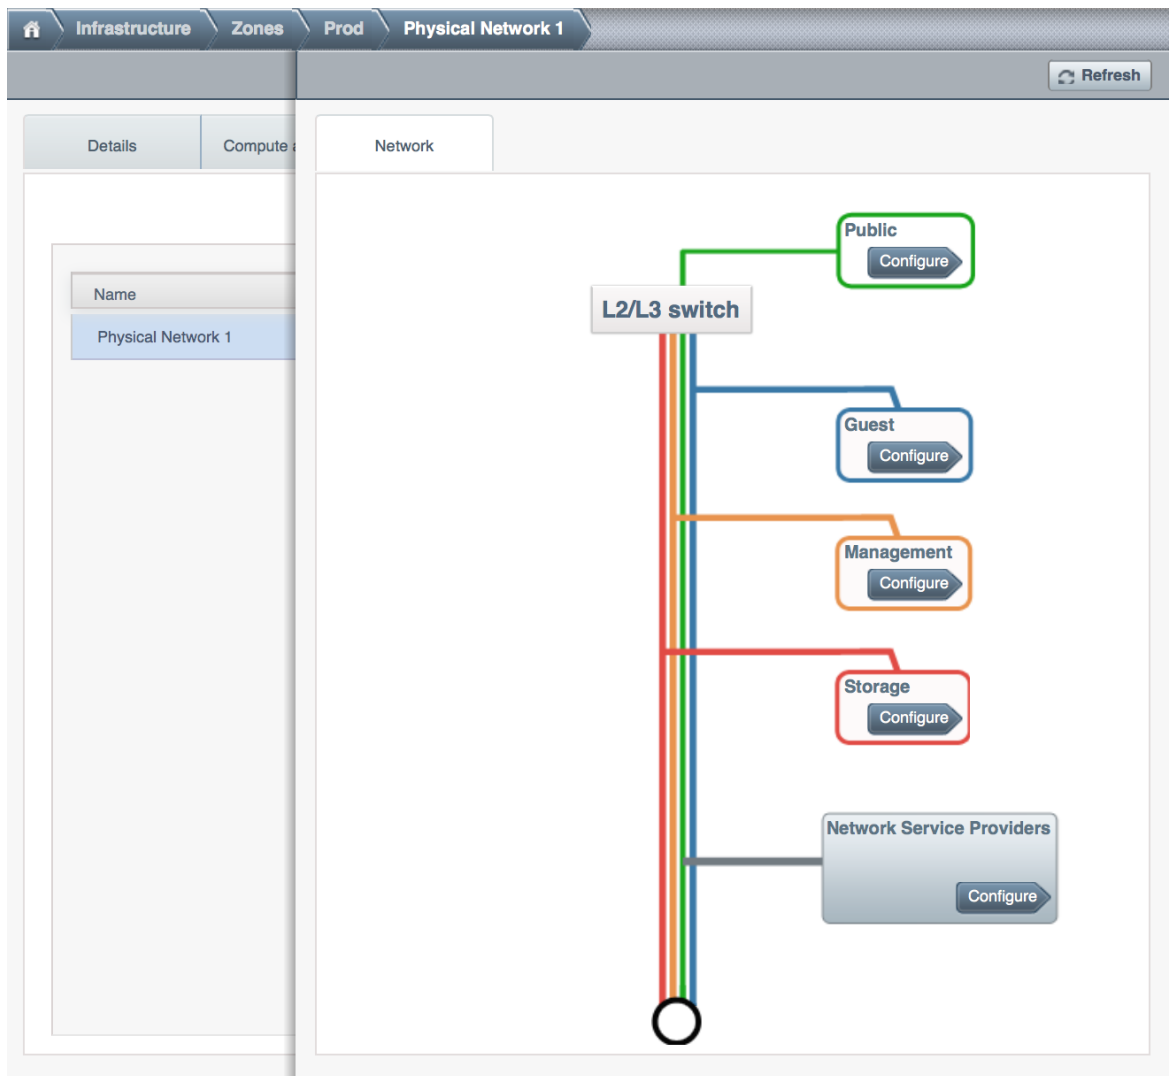 Infrastructure Zones Prod Physical Network 1
Refresh
Details Compute a
Network
Name
Physical Network 1
Public
Configure
L2/L3 switch
Guest
Configure
Management
Configure
Storage
Configure
Network Service Providers
Configure